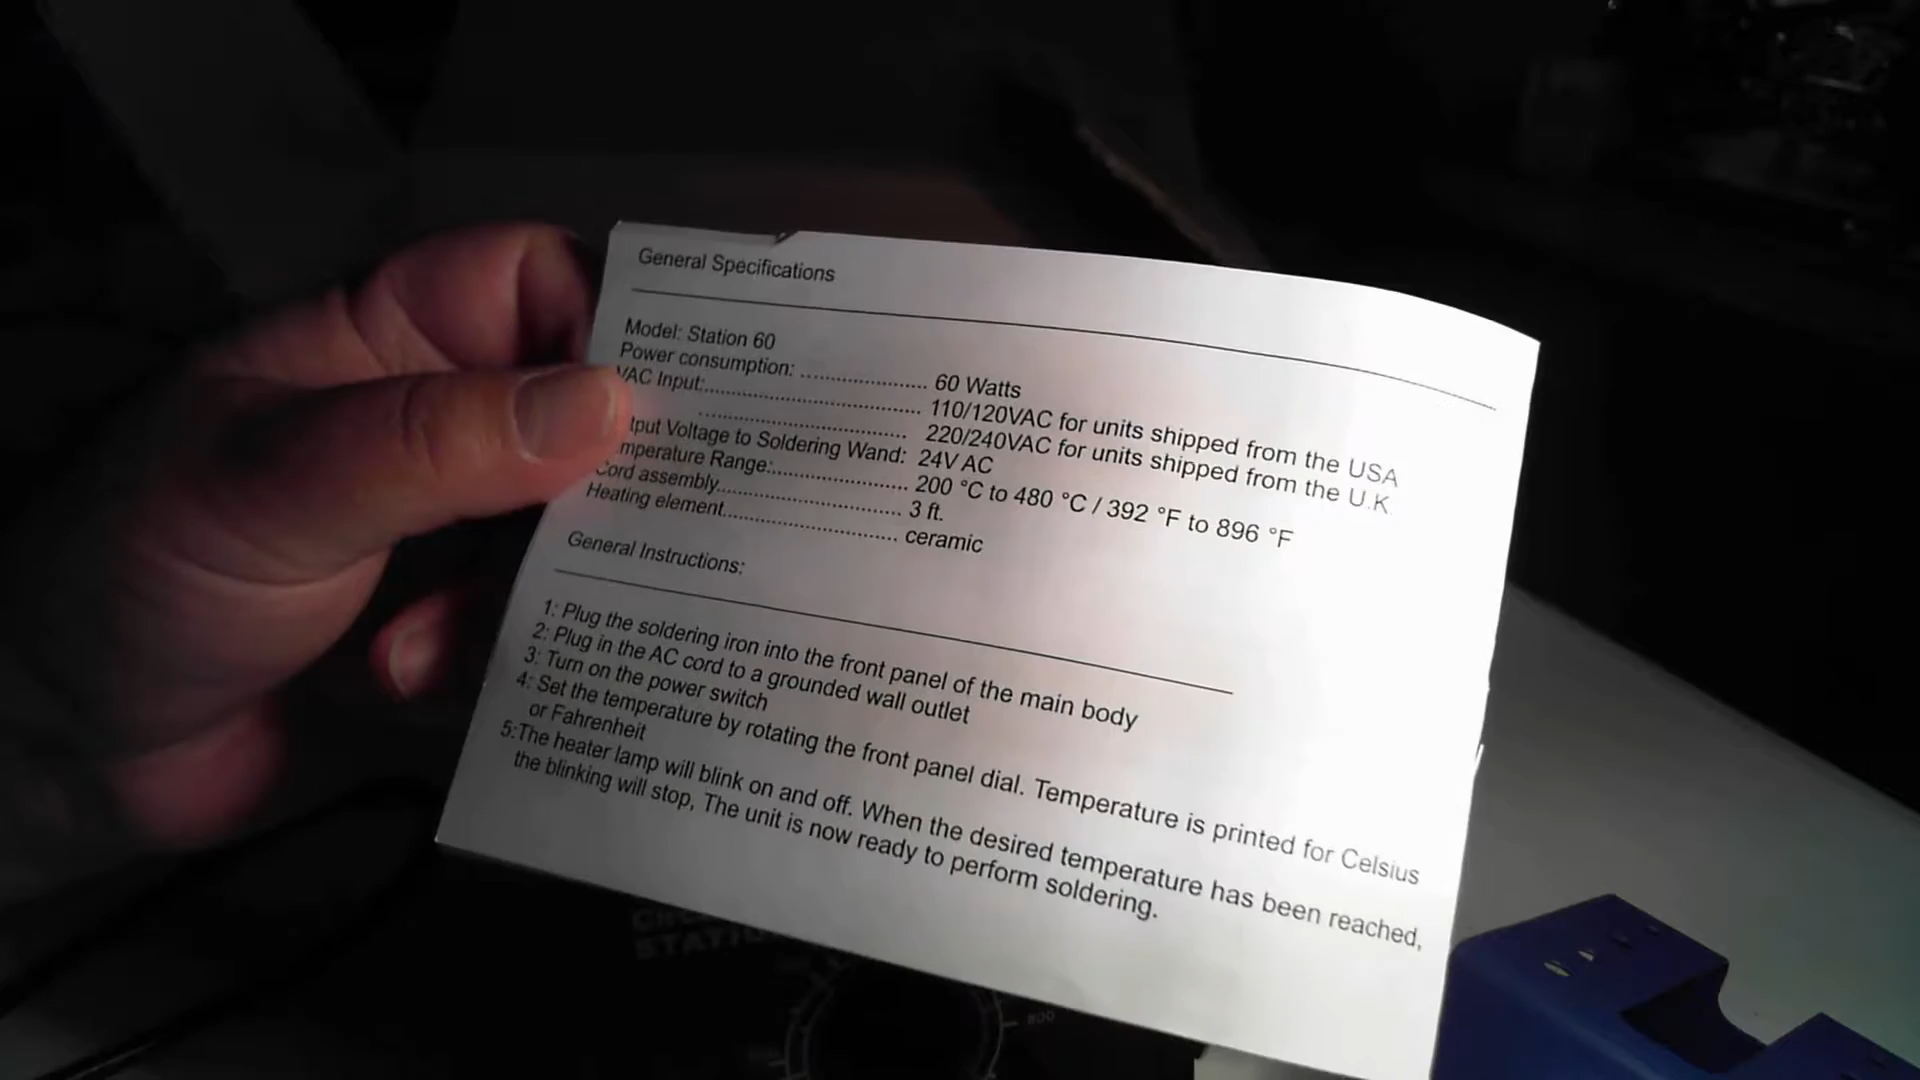 General Specifications
Model: Station 60
Power consumption: ...................... 60 Watts
VAC Input:..................................... 110/120VAC for units shipped from the USA
................................... 220/240VAC for units shipped from the U.K.
tput Voltage to Soldering Wand: 24V AC
mperature Range:....................... 200 °C to 480 °C / 392 °F to 896 °F
Cord assembly............................... 3 ft.
Heating element............................. ceramic
General Instructions:
1: Plug the soldering iron into the front panel of the main body
2: Plug in the AC cord to a grounded wall outlet
3: Turn on the power switch
4: Set the temperature by rotating the front panel dial. Temperature is printed for Celsius
or Fahrenheit
5:The heater lamp will blink on and off. When the desired temperature has been reached,
the blinking will stop, The unit is now ready to perform soldering.
STATI
800